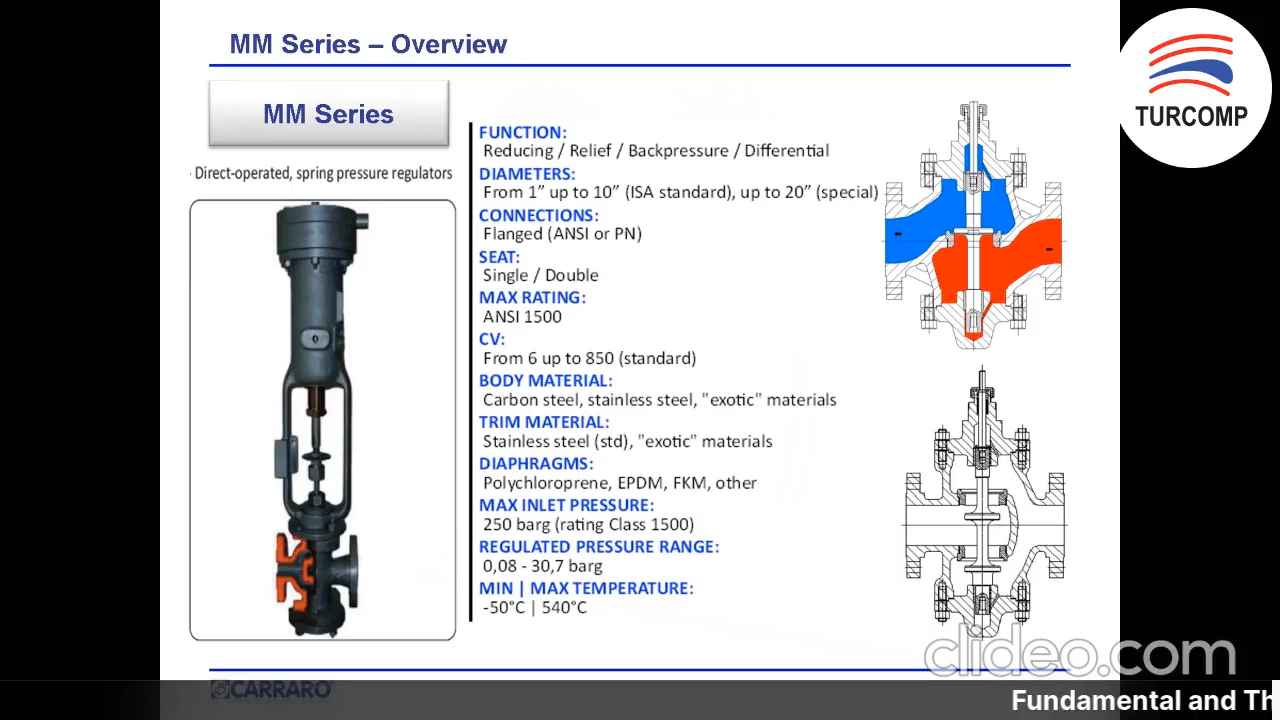 MM Series – Overview
MM Series
Direct-operated, spring pressure regulators
FUNCTION:
Reducing / Relief / Backpressure / Differential
DIAMETERS:
From 1” up to 10” (ISA standard), up to 20” (special)
CONNECTIONS:
Flanged (ANSI or PN)
SEAT:
Single / Double
MAX RATING:
ANSI 1500
CV:
From 6 up to 850 (standard)
BODY MATERIAL:
Carbon steel, stainless steel, "exotic" materials
TRIM MATERIAL:
Stainless steel (std), "exotic" materials
DIAPHRAGMS:
Polychloroprene, EPDM, FKM, other
MAX INLET PRESSURE:
250 barg (rating Class 1500)
REGULATED PRESSURE RANGE:
0,08 - 30,7 barg
MIN | MAX TEMPERATURE:
-50°C | 540°C
TURCOMP
clideo.com
CARRARO
Fundamental and Th